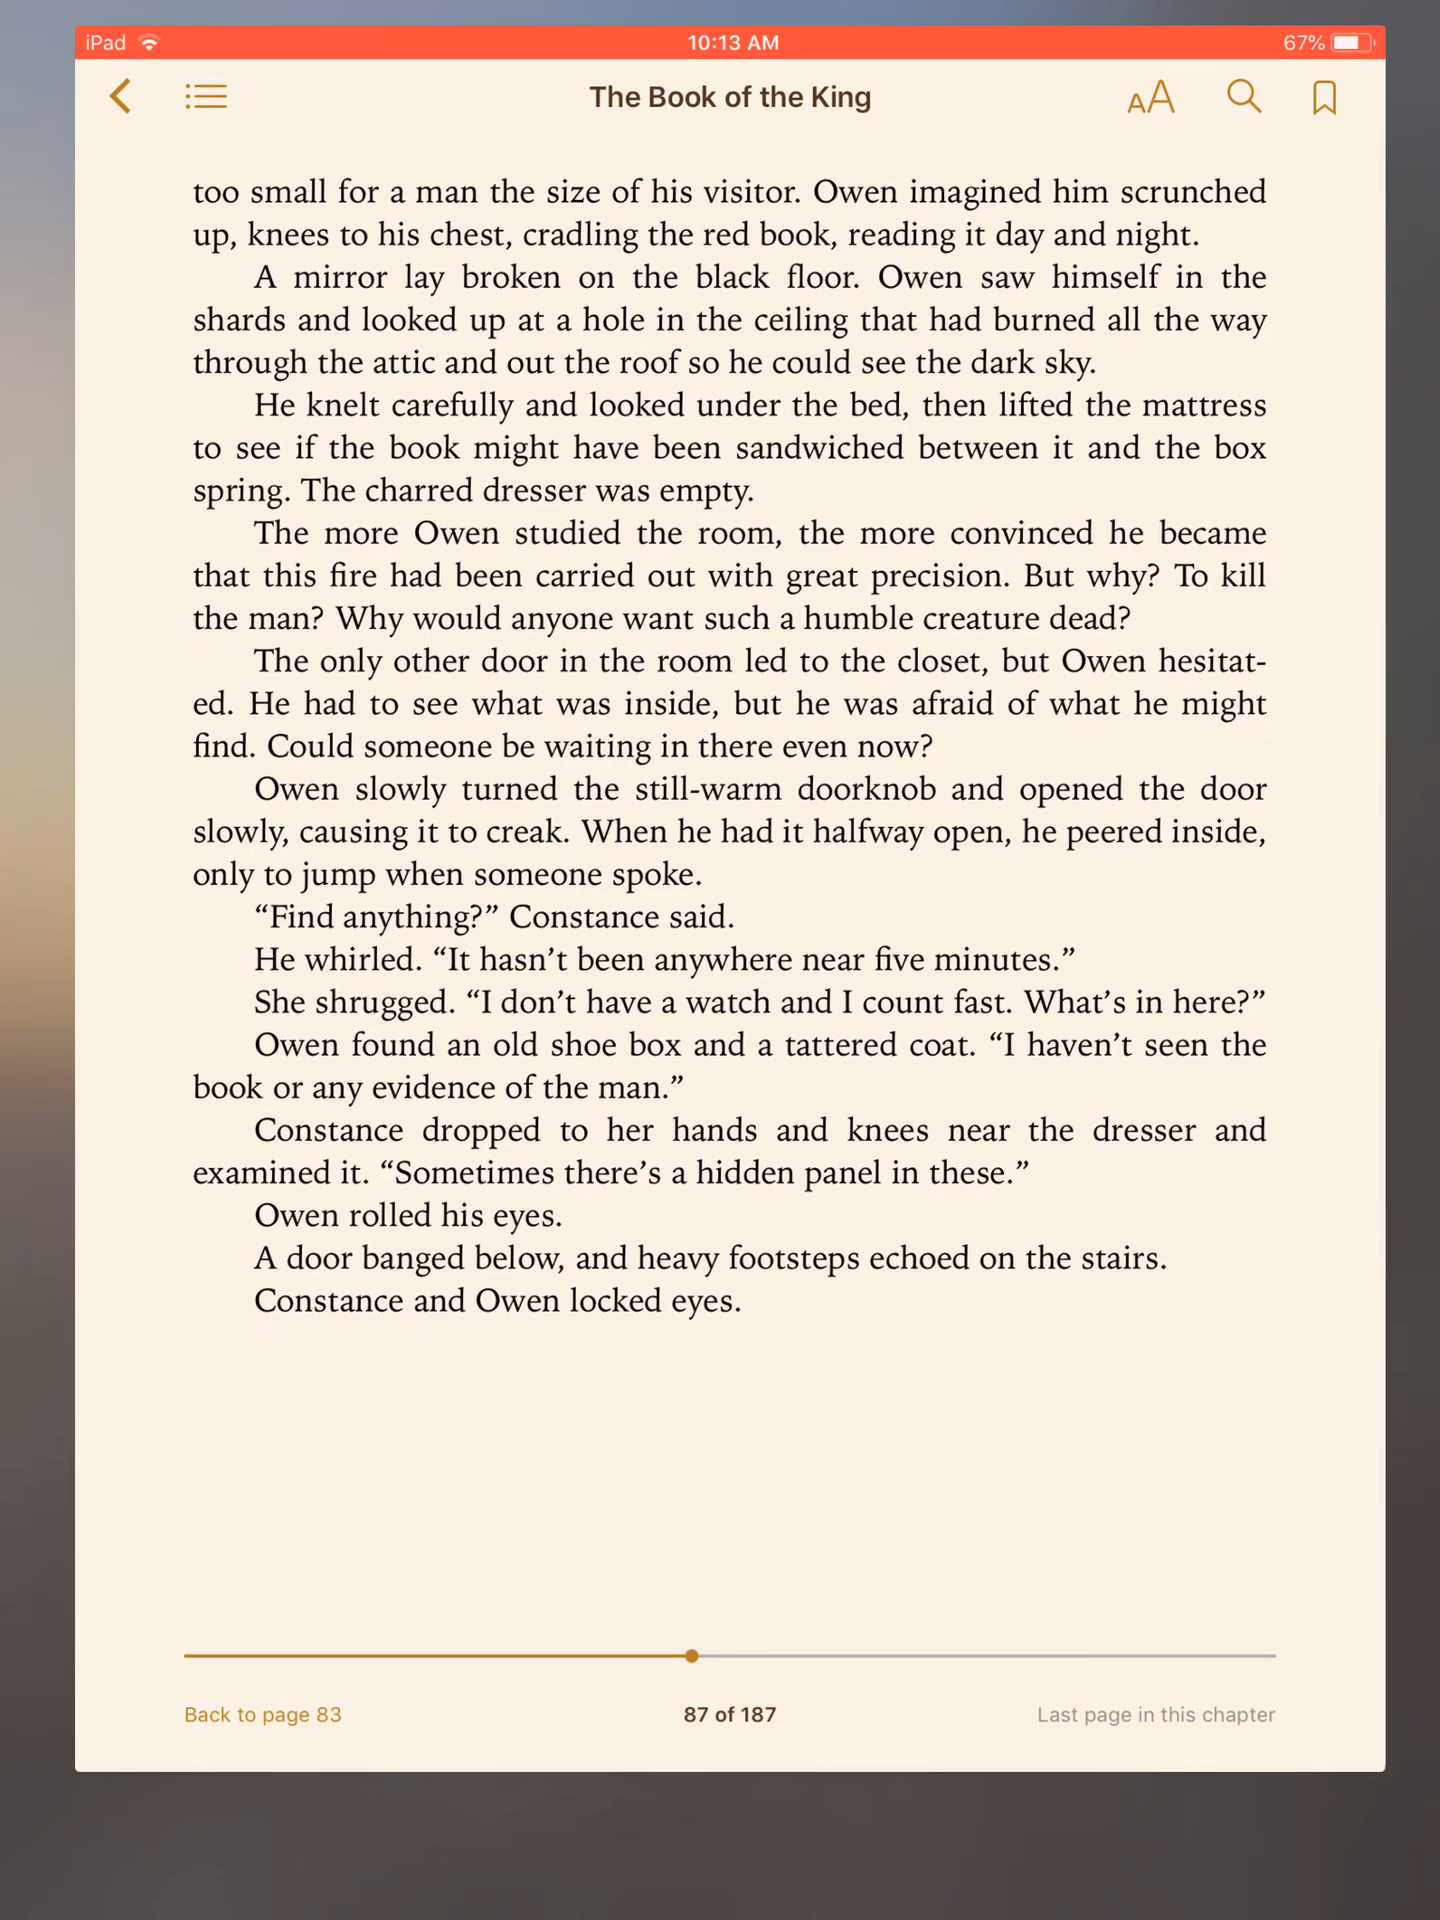 iPad
10:13 AM
67%
The Book of the King
AA
too small for a man the size of his visitor. Owen imagined him scrunched
up, knees to his chest, cradling the red book, reading it day and night.
A mirror lay broken on the black floor. Owen saw himself in the
shards and looked up at a hole in the ceiling that had burned all the way
through the attic and out the roof so he could see the dark sky.
He knelt carefully and looked under the bed, then lifted the mattress
to see if the book might have been sandwiched between it and the box
spring. The charred dresser was empty.
The more Owen studied the room, the more convinced he became
that this fire had been carried out with great precision. But why? To kill
the man? Why would anyone want such a humble creature dead?
The only other door in the room led to the closet, but Owen hesitat-
ed. He had to see what was inside, but he was afraid of what he might
find. Could someone be waiting in there even now?
Owen slowly turned the still-warm doorknob and opened the door
slowly, causing it to creak. When he had it halfway open, he peered inside,
only to jump when someone spoke.
“Find anything?” Constance said.
He whirled. “It hasn’t been anywhere near five minutes.”
She shrugged. “I don’t have a watch and I count fast. What’s in here?”
Owen found an old shoe box and a tattered coat. “I haven’t seen the
book or any evidence of the man.”
Constance dropped to her hands and knees near the dresser and
examined it. “Sometimes there’s a hidden panel in these.”
Owen rolled his eyes.
A door banged below, and heavy footsteps echoed on the stairs.
Constance and Owen locked eyes.
Back to page 83
87 of 187
Last page in this chapter